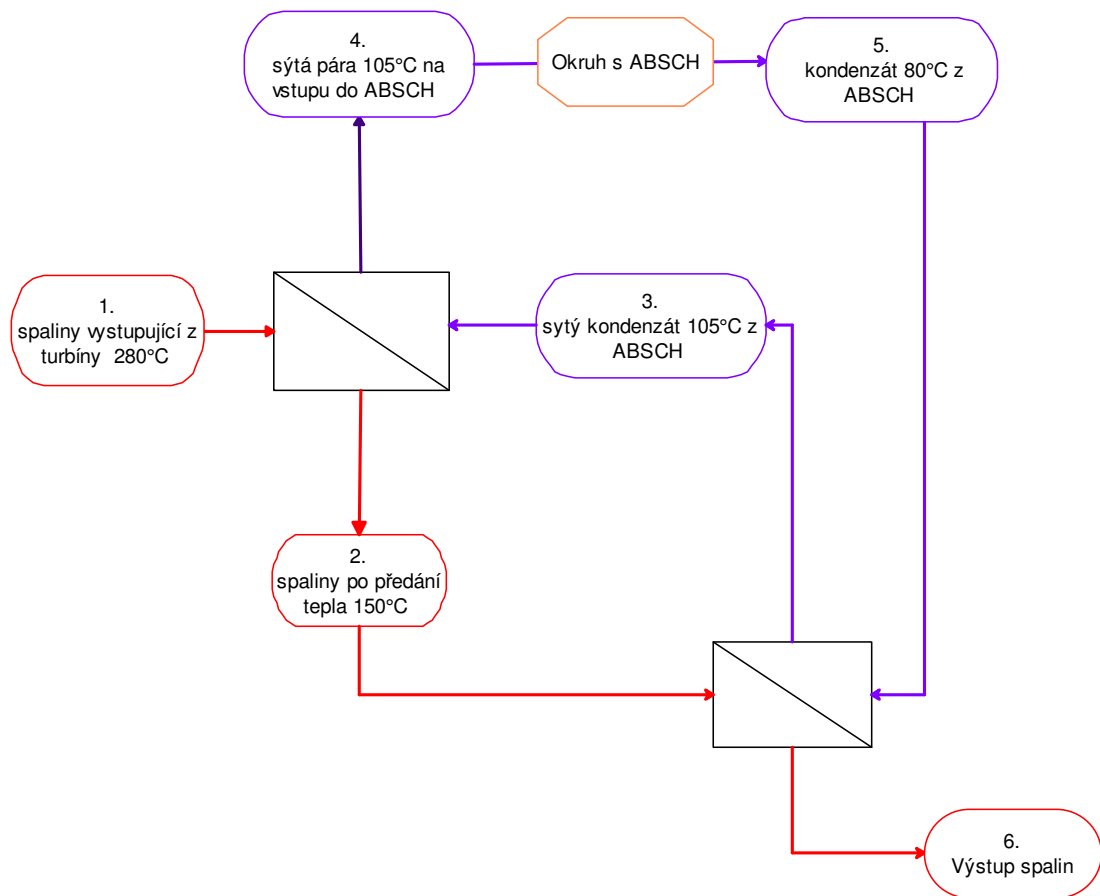 4.
sýtá pára 105°C na
vstupu do ABSCH
Okruh s ABSCH
5.
kondenzát 80°C z
ABSCH
1.
spaliny vystupující z
turbíny 280°C
3.
sytý kondenzát 105°C z
ABSCH
2.
spaliny po předání
tepla 150°C
6.
Výstup spalin